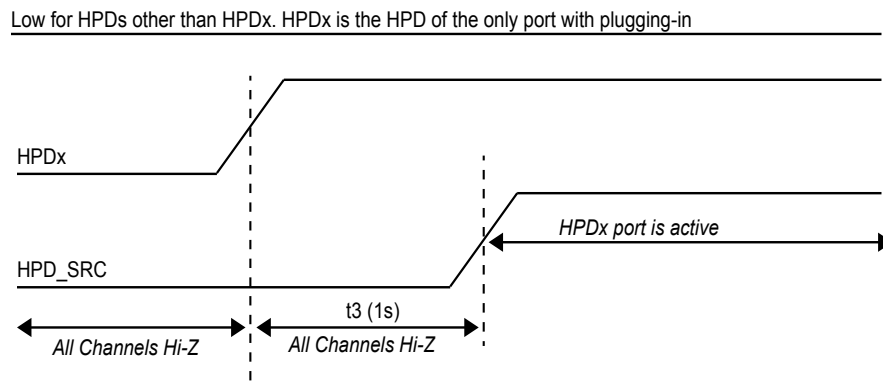 Low for HPDs other than HPDx. HPDx is the HPD of the only port with plugging-in
HPDx
HPDx port is active
HPD_SRC
t3 (1s)
All Channels Hi-Z
All Channels Hi-Z